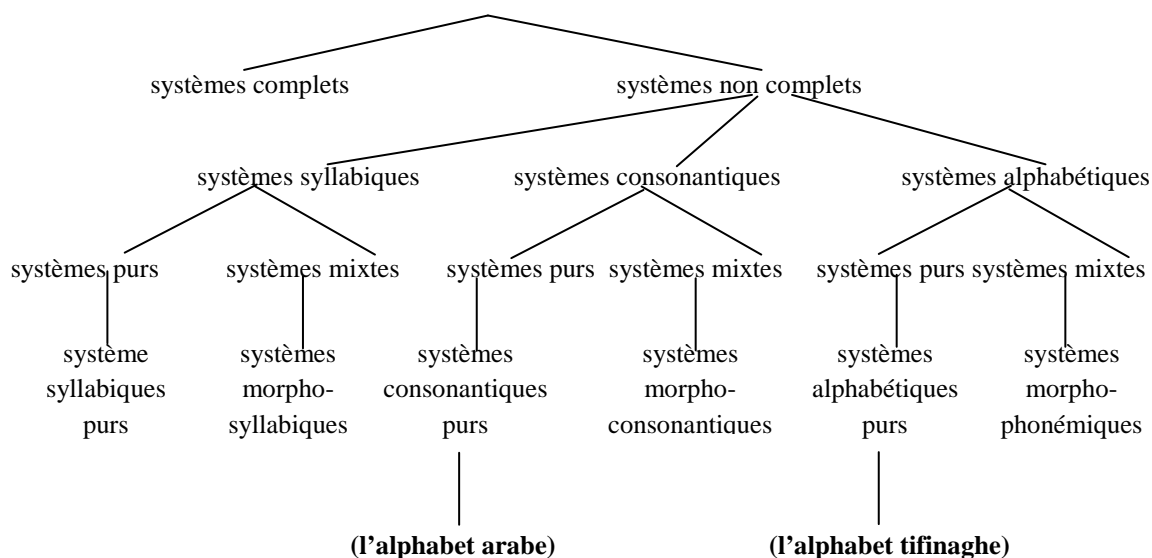 systèmes complets systèmes non complets
systèmes syllabiques systèmes consonantiques systèmes alphabétiques
systèmes purs systèmes mixtes systèmes purs systèmes mixtes systèmes purs systèmes mixtes
système systèmes systèmes systèmes systèmes systèmes
syllabiques morpho- consonantiques morpho- alphabétiques morpho-
purs syllabiques purs consonantiques purs phonémiques
(l'alphabet arabe) (l'alphabet tifinaghe)